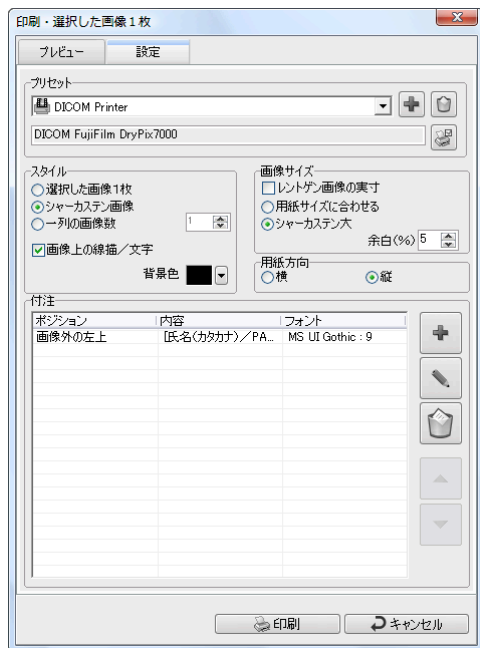 印刷・選択した画像1枚
プレビュー 設定
プリセット
DICOM Printer
DICOM FujiFilm DryPix7000
スタイル
選択した画像1枚
シャーカステン画像
一列の画像数 1
画像上の線描/文字
背景色
画像サイズ
レントゲン画像の実寸
用紙サイズに合わせる
シャーカステン大
余白(%) 5
用紙方向
横 縦
付注
ポジション 内容 フォント
画像外の左上 [氏名(カタカナ)/PA... MS UI Gothic : 9
印刷 キャンセル